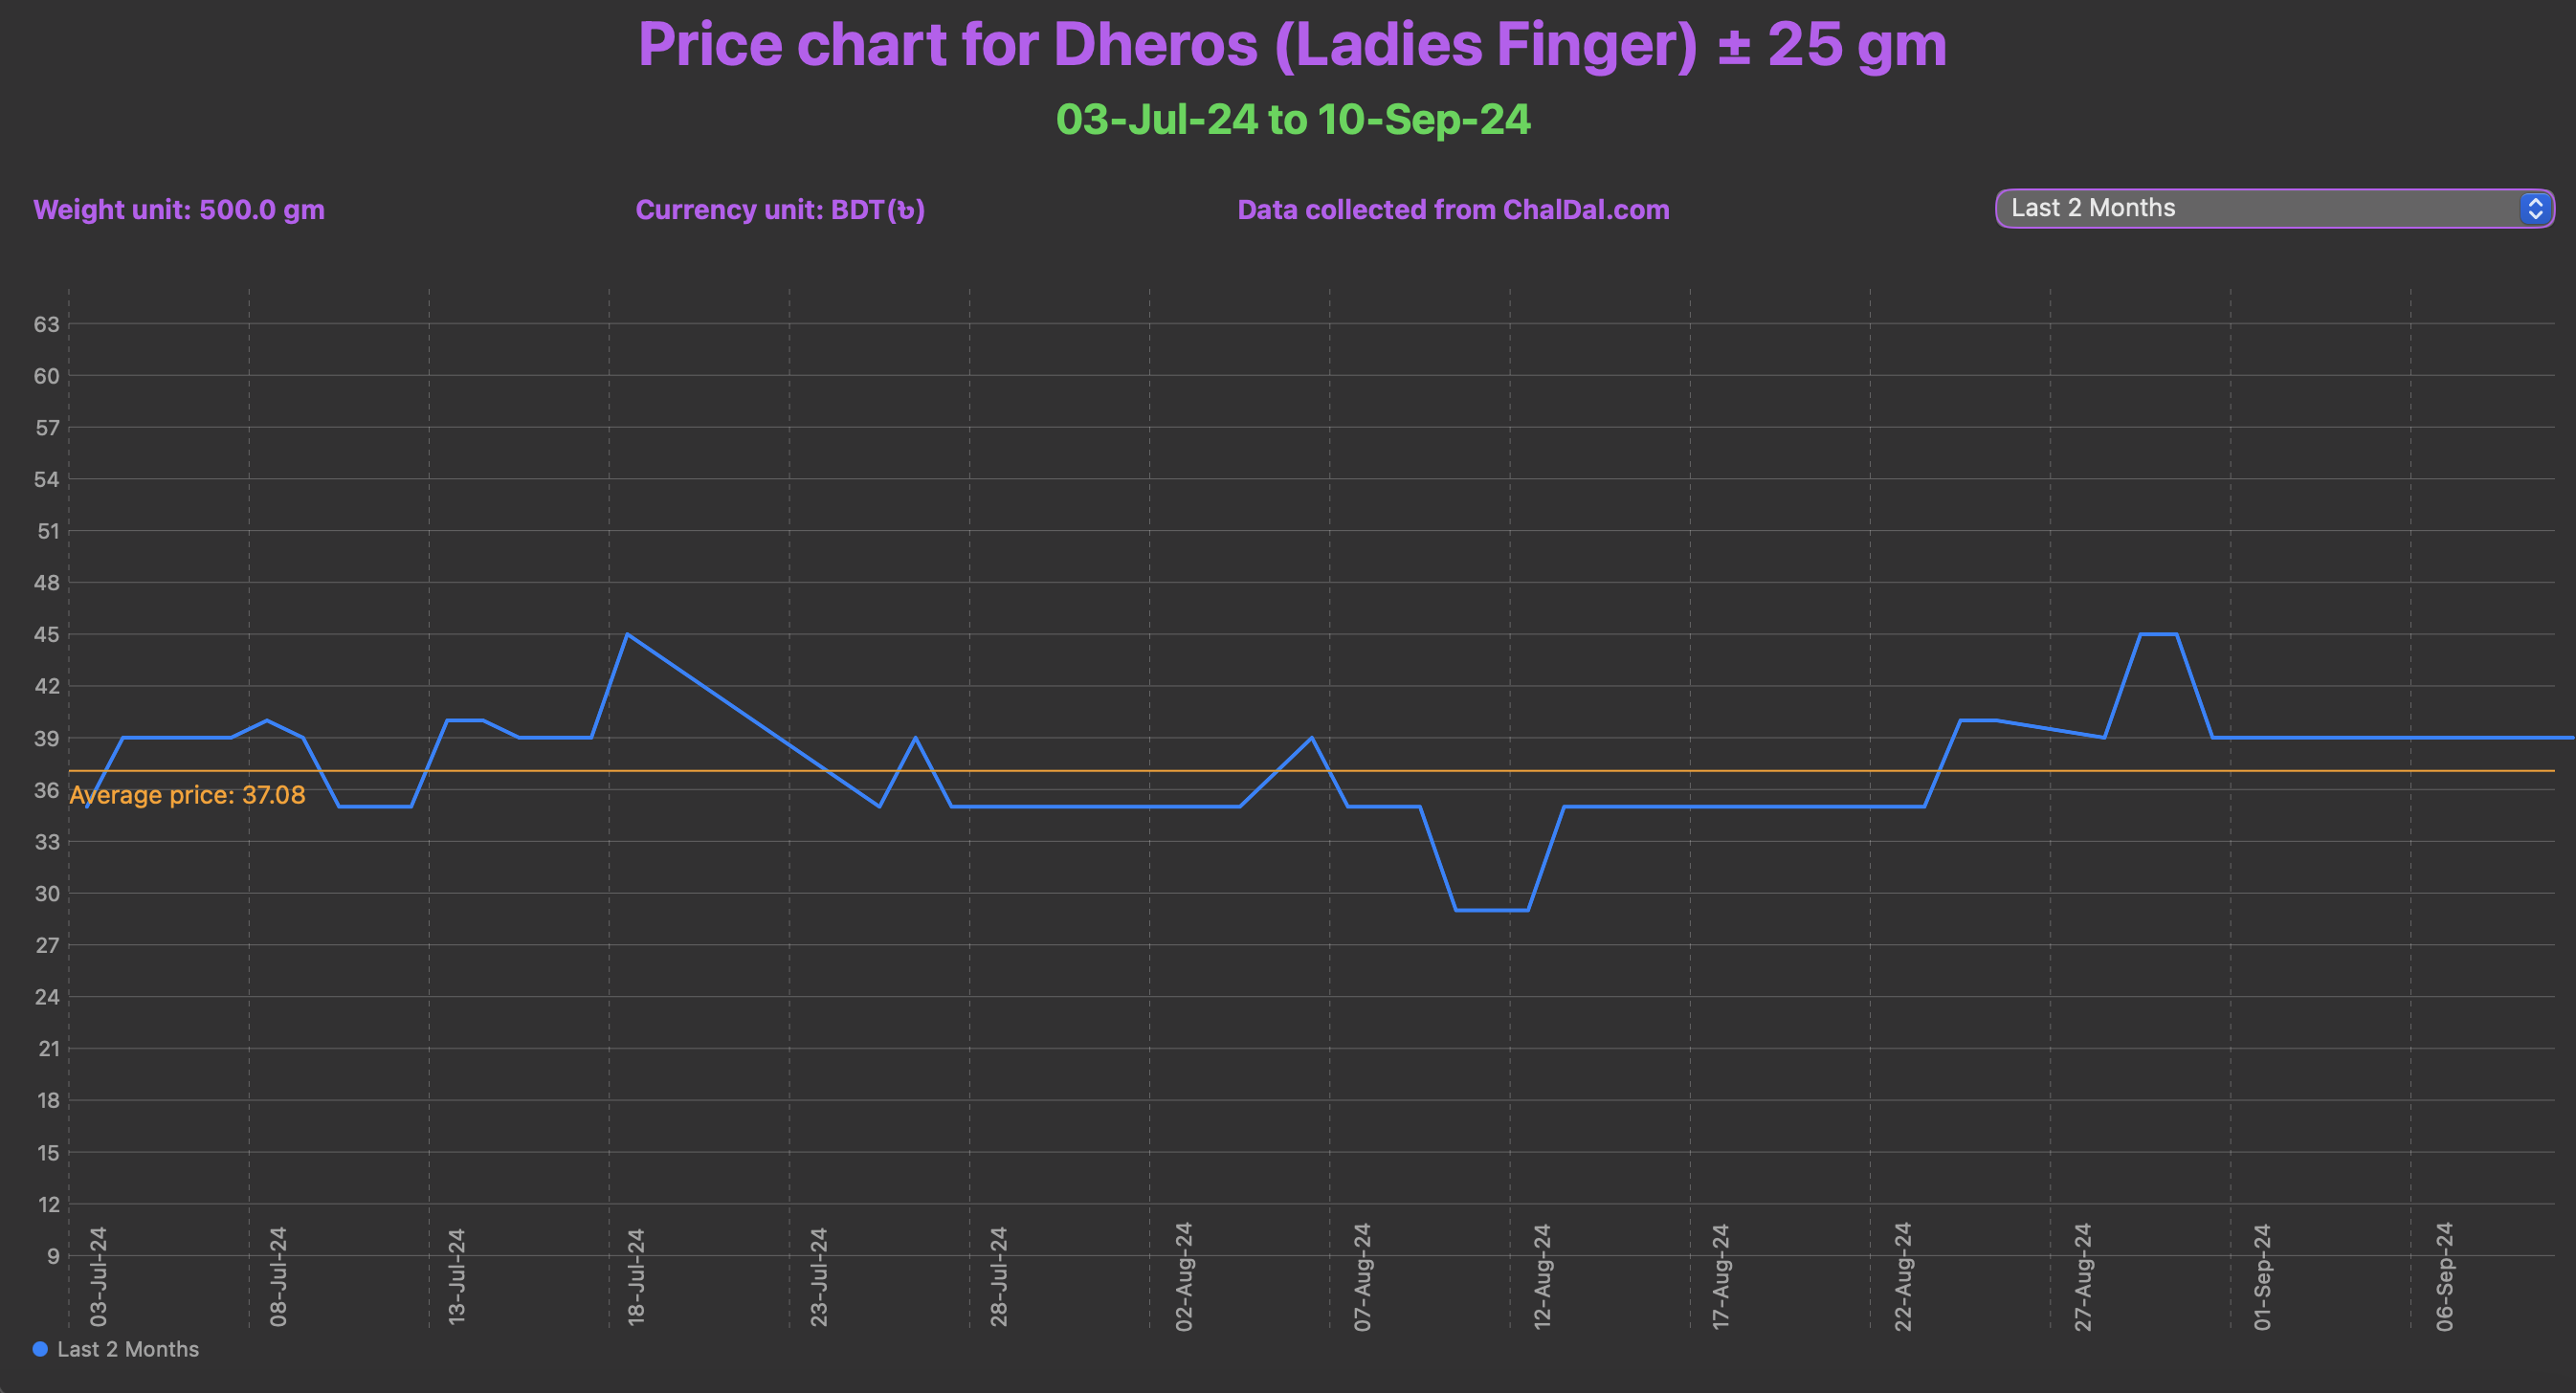 Price chart for Dheros (Ladies Finger) ± 25 gm
03-Jul-24 to 10-Sep-24
Weight unit: 500.0 gm
Currency unit: BDT(৳)
Data collected from ChalDal.com
Last 2 Months
63
60
57
54
51
48
45
42
39
36
Average price: 37.08
33
30
27
24
21
18
15
12
9
03-Jul-24
08-Jul-24
13-Jul-24
18-Jul-24
23-Jul-24
28-Jul-24
02-Aug-24
07-Aug-24
12-Aug-24
17-Aug-24
22-Aug-24
27-Aug-24
01-Sep-24
06-Sep-24
Last 2 Months